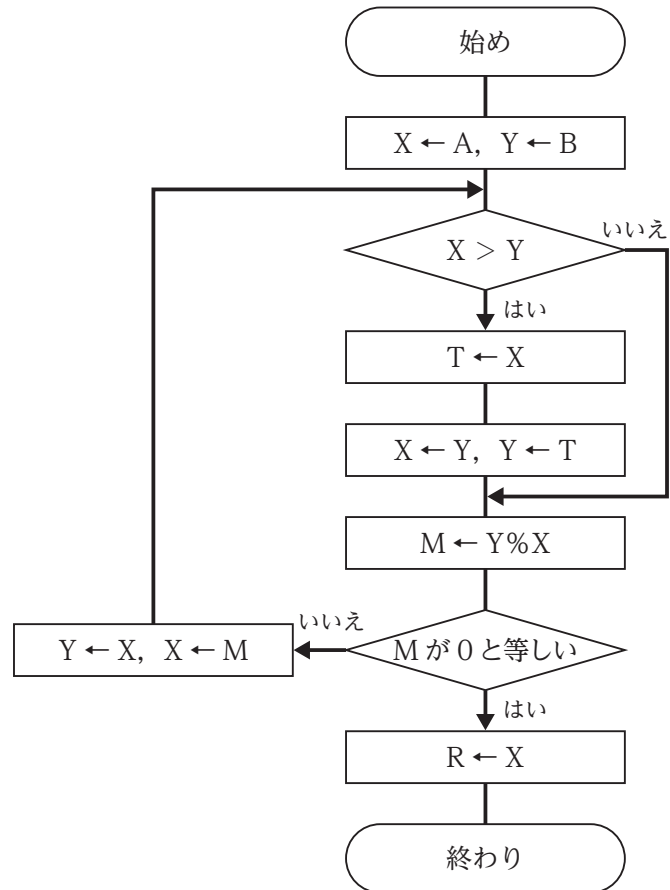 始め
X ← A，Y ← B
X > Y
いいえ
はい
T ← X
X ← Y，Y ← T
M ← Y%X
M が 0 と等しい
いいえ
Y ← X，X ← M
はい
R ← X
終わり